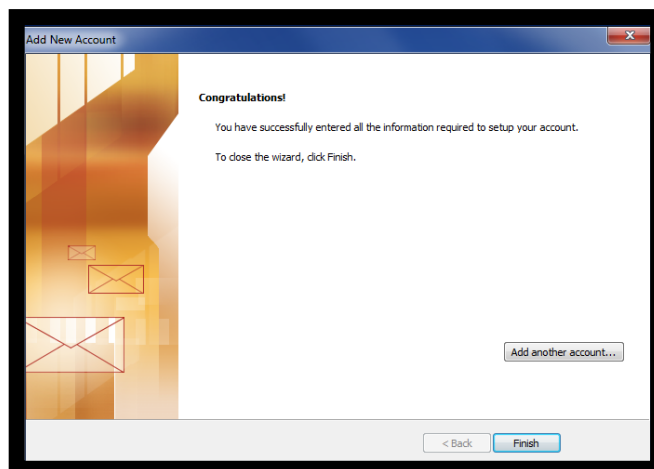 Add New Account
X
Congratulations!
You have successfully entered all the information required to setup your account.
To close the wizard, click Finish.
Add another account...
< Back
Finish